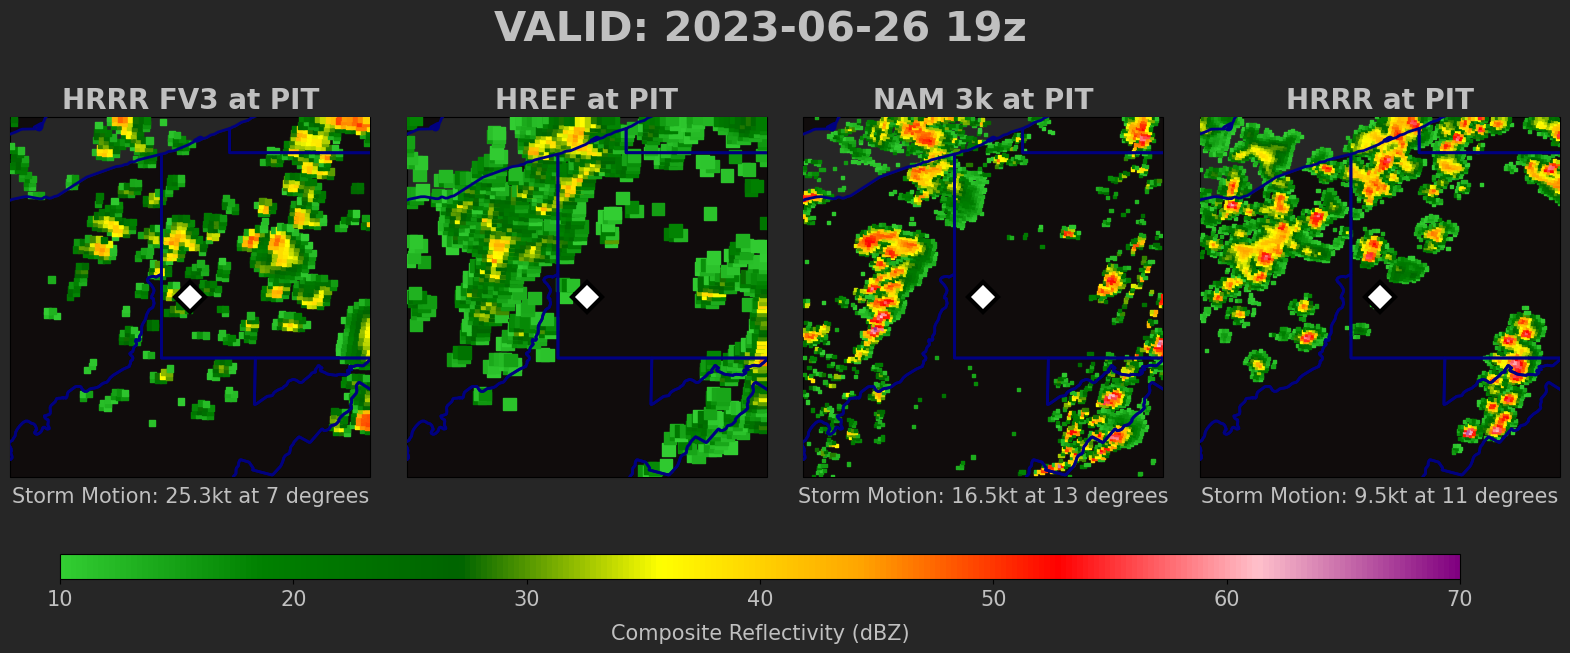 VALID: 2023-06-26 19z
HRRR FV3 at PIT
HREF at PIT
NAM 3k at PIT
HRRR at PIT
Storm Motion: 25.3kt at 7 degrees
Storm Motion: 16.5kt at 13 degrees
Storm Motion: 9.5kt at 11 degrees
10 20 30 40 50 60 70
Composite Reflectivity (dBZ)